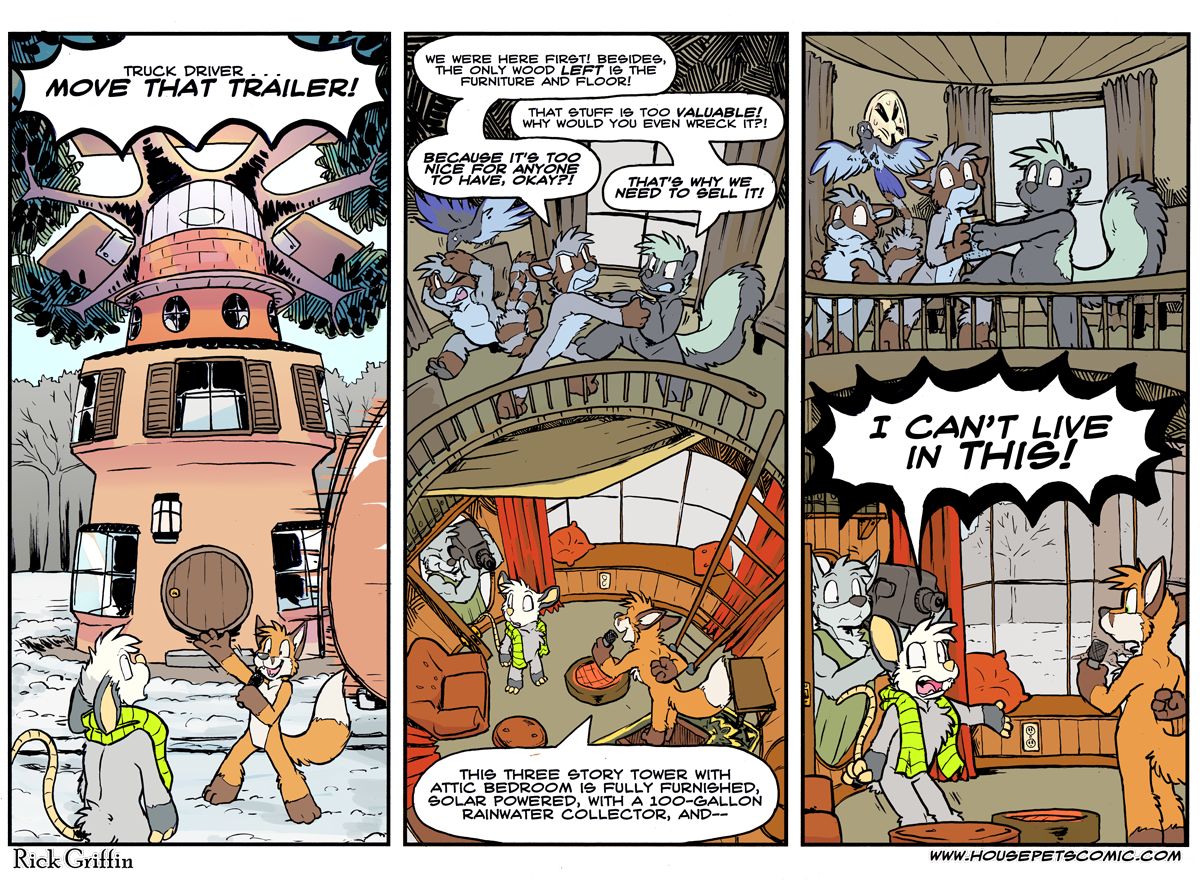 TRUCK DRIVER....
MOVE THAT TRAILER!
WE WERE HERE FIRST! BESIDES,
THE ONLY WOOD LEFT IS THE
FURNITURE AND FLOOR!
THAT STUFF IS TOO VALUABLE!
WHY WOULD YOU EVEN WRECK IT?!
BECAUSE IT'S TOO
NICE FOR ANYONE
TO HAVE, OKAY?!
THAT'S WHY WE
NEED TO SELL IT!
THIS THREE STORY TOWER WITH
ATTIC BEDROOM IS FULLY FURNISHED,
SOLAR POWERED, WITH A 100-GALLON
RAINWATER COLLECTOR, AND--
I CAN'T LIVE
IN THIS!
Rick Griffin
WWW.HOUSEPETSCOMIC.COM